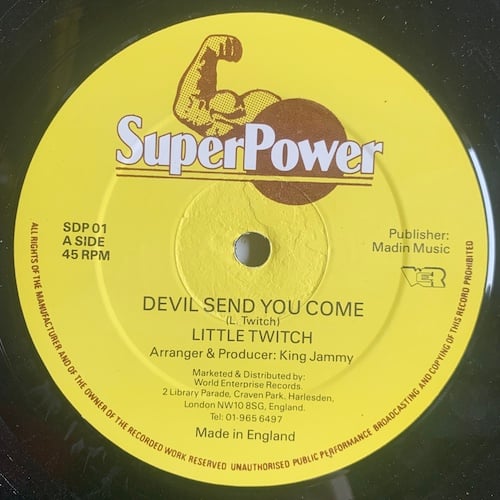 SuperPower
SDP 01
A SIDE
45 RPM
Publisher:
Madin Music
WER
DEVIL SEND YOU COME
(L. Twitch)
LITTLE TWITCH
Arranger & Producer: King Jammy
Marketed & Distributed by:
World Enterprise Records.
2 Library Parade, Craven Park, Harlesden,
London NW10 8SG, England.
Tel: 01-965 6497
Made in England
ALL RIGHTS OF THE MANUFACTURER AND OF THE OWNER OF THE RECORDED WORK RESERVED UNAUTHORISED PUBLIC PERFORMANCE BROADCASTING AND COPYING OF THIS RECORD PROHIBITED